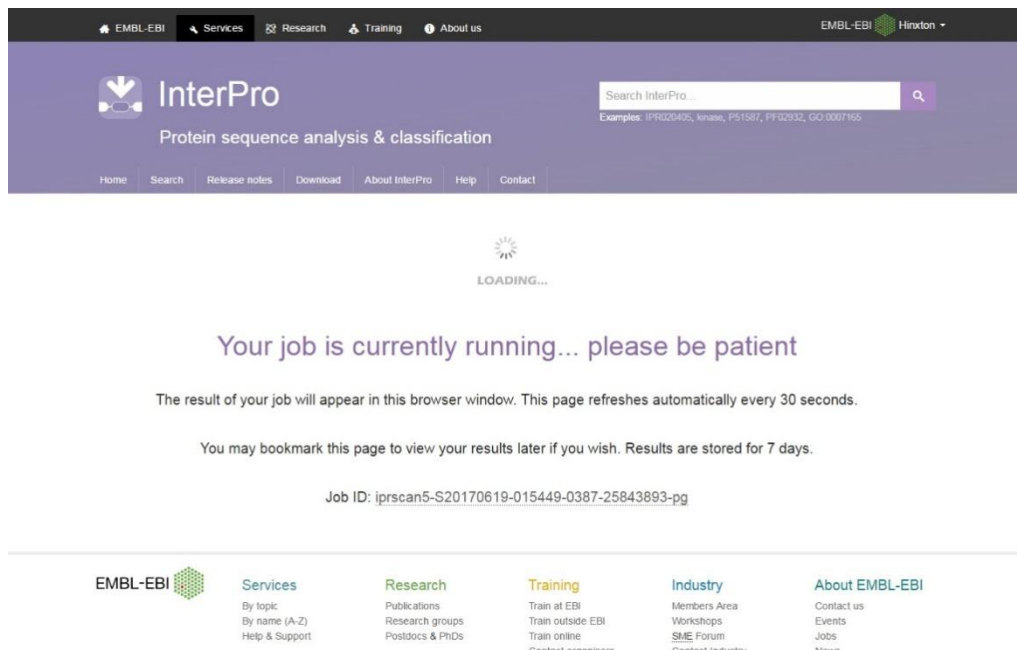 EMBL-EBI Services Research Training About us EMBL-EBI Hinxton
InterPro
Protein sequence analysis & classification
Search InterPro...
Examples: IPR020405, kinase, P51587, PF02932, GO:0007165
Home Search Release notes Download About InterPro Help Contact
LOADING...
Your job is currently running... please be patient
The result of your job will appear in this browser window. This page refreshes automatically every 30 seconds.
You may bookmark this page to view your results later if you wish. Results are stored for 7 days.
Job ID: iprscan5-S20170619-015449-0387-25843893-pg
EMBL-EBI
Services
By topic
By name (A-Z)
Help & Support
Research
Publications
Research groups
Postdocs & PhDs
Training
Train at EBI
Train outside EBI
Train online
Contact organisers
Industry
Members Area
Workshops
SME Forum
Contact Industry
About EMBL-EBI
Contact us
Events
Jobs
News